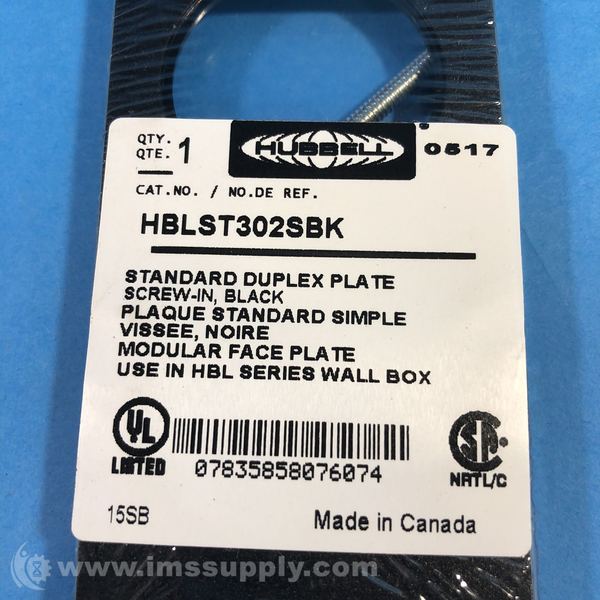 QTY.
QTE. 1
HUBBELL
0517
CAT.NO. / NO.DE REF.
HBLST302SBK
STANDARD DUPLEX PLATE
SCREW-IN, BLACK
PLAQUE STANDARD SIMPLE
VISSEE, NOIRE
MODULAR FACE PLATE
USE IN HBL SERIES WALL BOX
UL
LISTED
07835858076074
SA
NRTL/C
15SB
Made in Canada
www.imssupply.com